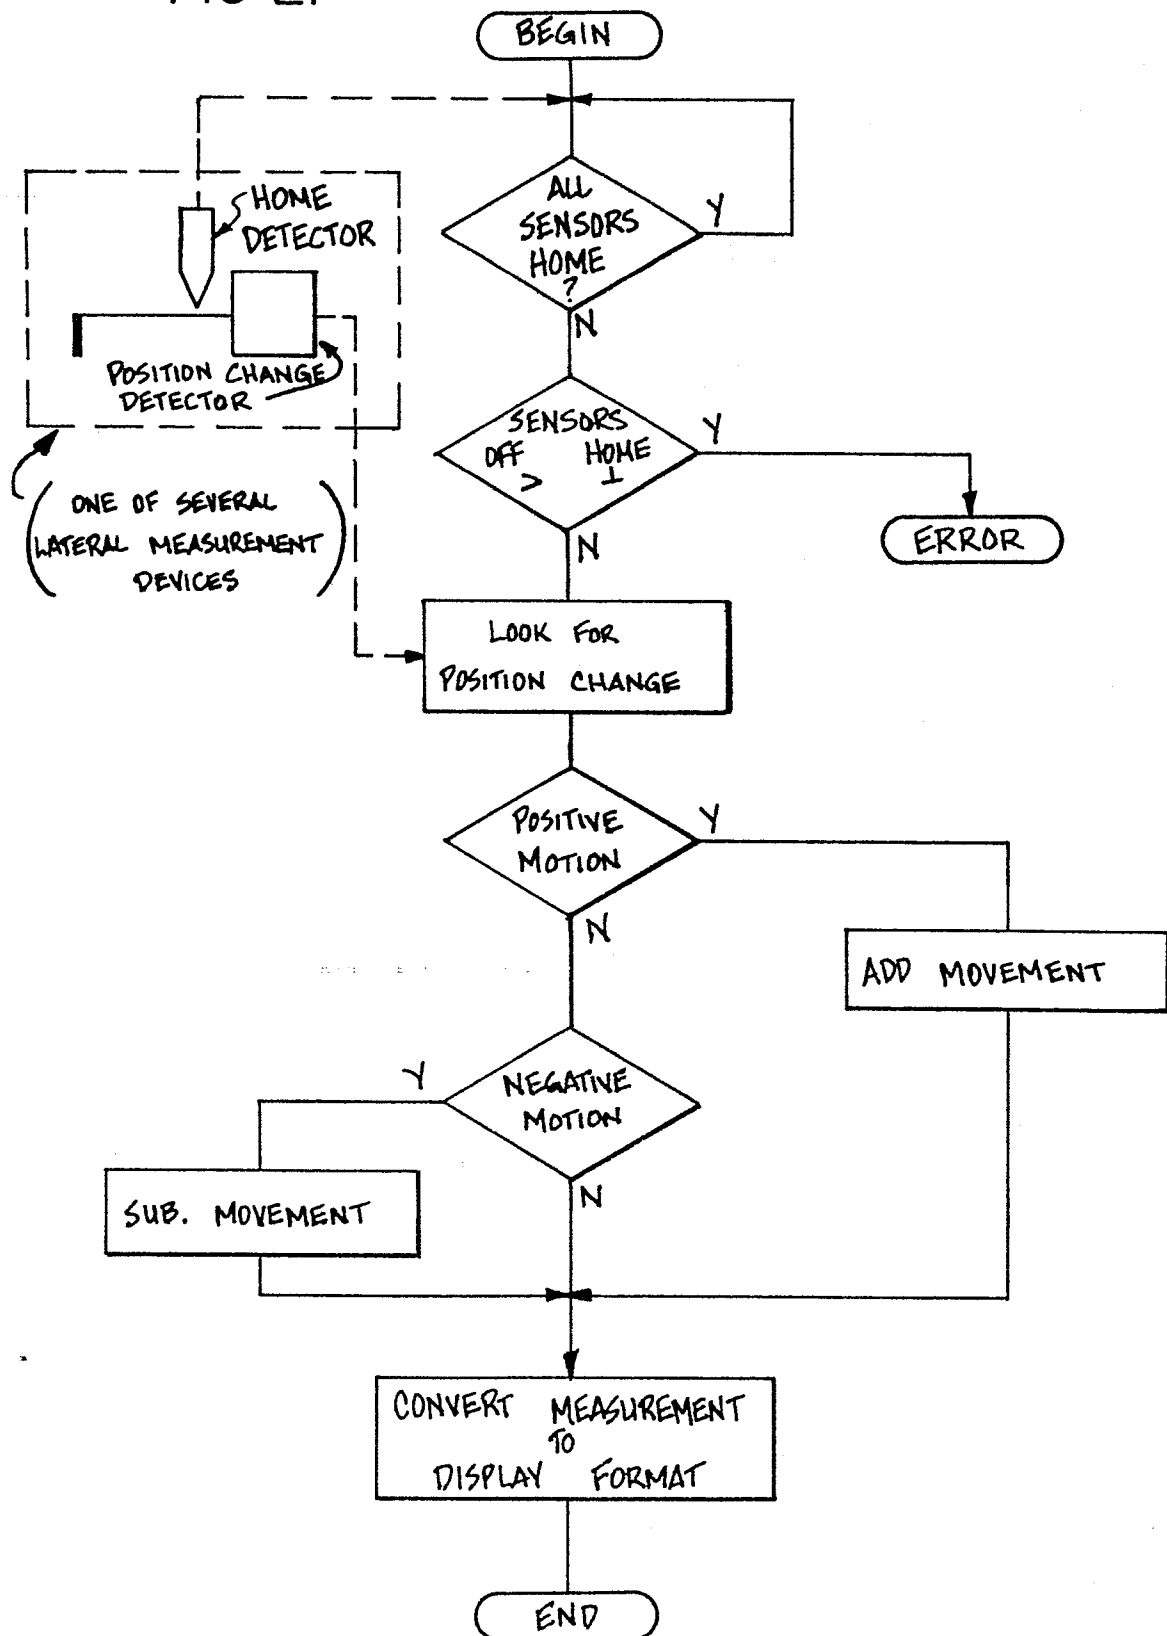 BEGIN
ALL
SENSORS
HOME
?
Y
N
HOME
DETECTOR
POSITION CHANGE
DETECTOR
(ONE OF SEVERAL
LATERAL MEASUREMENT
DEVICES)
SENSORS
OFF HOME
> ⊥
Y
N
ERROR
LOOK FOR
POSITION CHANGE
POSITIVE
MOTION
Y
N
ADD MOVEMENT
NEGATIVE
MOTION
Y
N
SUB. MOVEMENT
CONVERT MEASUREMENT
TO
DISPLAY FORMAT
END